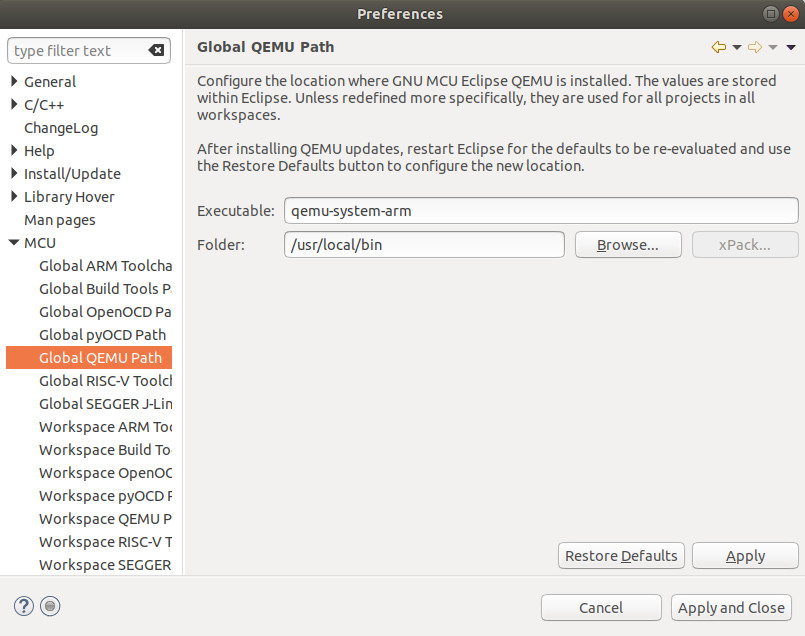 Preferences
type filter text
General
C/C++
ChangeLog
Help
Install/Update
Library Hover
Man pages
MCU
Global ARM Toolcha
Global Build Tools P
Global OpenOCD Pa
Global pyOCD Path
Global QEMU Path
Global RISC-V Toolch
Global SEGGER J-Lin
Workspace ARM Too
Workspace Build To
Workspace OpenOC
Workspace pyOCD P
Workspace QEMU P
Workspace RISC-V T
Workspace SEGGER
Global QEMU Path
Configure the location where GNU MCU Eclipse QEMU is installed. The values are stored
within Eclipse. Unless redefined more specifically, they are used for all projects in all
workspaces.
After installing QEMU updates, restart Eclipse for the defaults to be re-evaluated and use
the Restore Defaults button to configure the new location.
Executable: qemu-system-arm
Folder: /usr/local/bin Browse... xPack...
Restore Defaults Apply
? Cancel Apply and Close